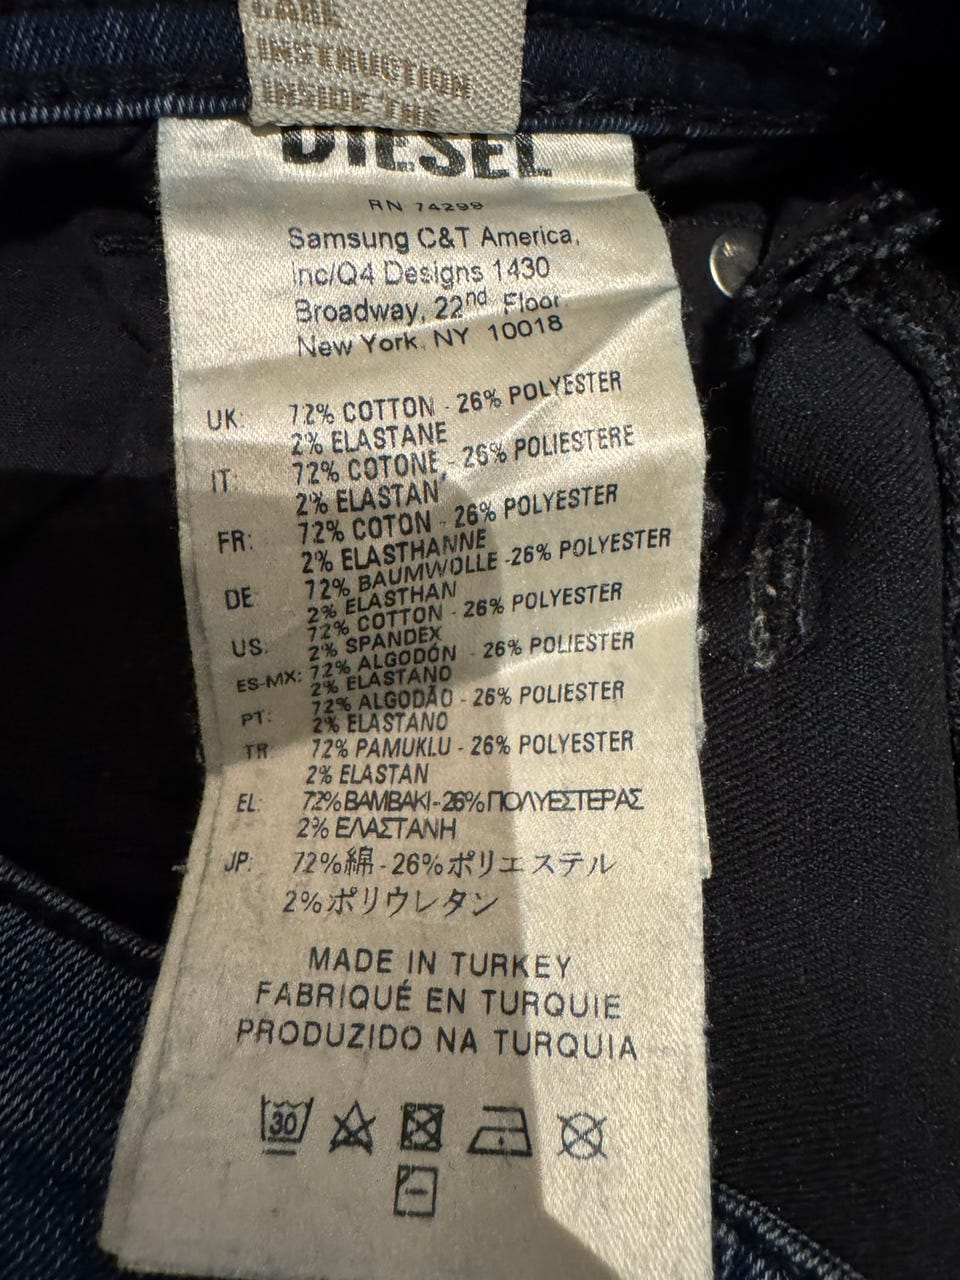 CARE
INSTRUCTION
INSIDE THE
DIESEL
RN 74299
Samsung C&T America,
Inc/Q4 Designs 1430
Broadway, 22nd Floor
New York, NY 10018
UK: 72% COTTON - 26% POLYESTER
2% ELASTANE
IT: 72% COTONE - 26% POLIESTERE
2% ELASTAN
FR: 72% COTON - 26% POLYESTER
2% ELASTHANNE
DE: 72% BAUMWOLLE -26% POLYESTER
2% ELASTHAN
US: 72% COTTON - 26% POLYESTER
2% SPANDEX
ES-MX: 72% ALGODÓN - 26% POLIESTER
2% ELASTANO
PT: 72% ALGODÃO - 26% POLIESTER
2% ELASTANO
TR 72% PAMUKLU - 26% POLYESTER
2% ELASTAN
EL: 72% BAMBAKI - 26% ΠΟΛΥΕΣΤΕΡΑΣ
2% ΕΛΑΣΤΑΝΗ
JP: 72%綿 - 26%ポリエステル
2%ポリウレタン
MADE IN TURKEY
FABRIQUÉ EN TURQUIE
PRODUZIDO NA TURQUIA
30